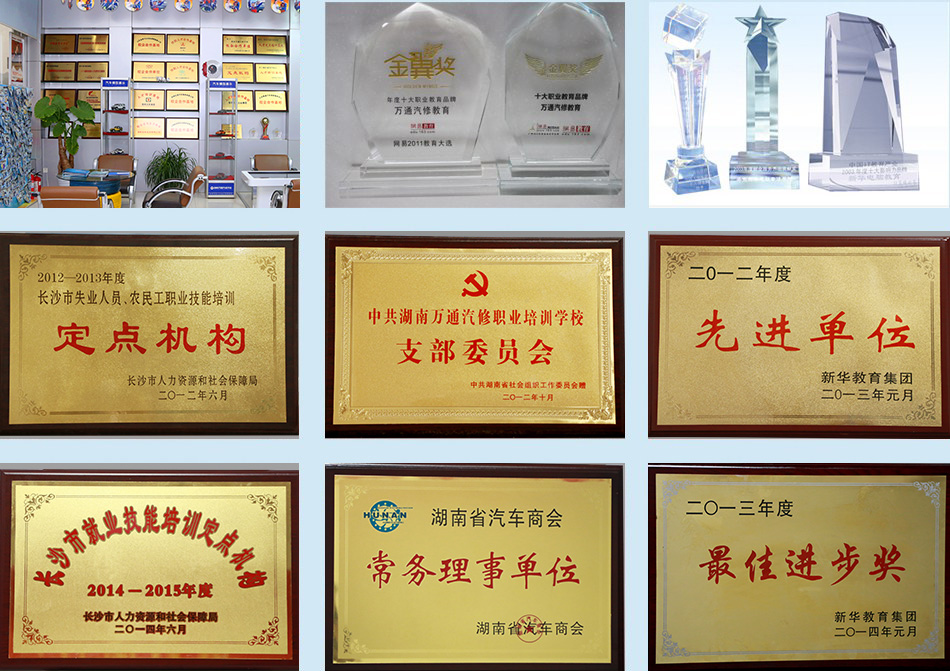 金翼奖
年度十大职业教育品牌
万通汽修教育
网易教育
网易2011教育大选
金翼奖
十大职业教育品牌
万通汽修教育
2012—2013年度
长沙市失业人员、农民工职业技能培训
定点机构
长沙市人力资源和社会保障局
二〇一二年六月
中共湖南万通汽修职业培训学校
支部委员会
中共湖南省社会组织工作委员会赠
二〇一二年十月
二〇一二年度
先进单位
新华教育集团
二〇一三年元月
长沙市就业技能培训定点机构
2014—2015年度
长沙市人力资源和社会保障局
二〇一四年六月
HUNAN
湖南省汽车商会
常务理事单位
湖南省汽车商会
二〇一三年度
最佳进步奖
新华教育集团
二〇一四年元月